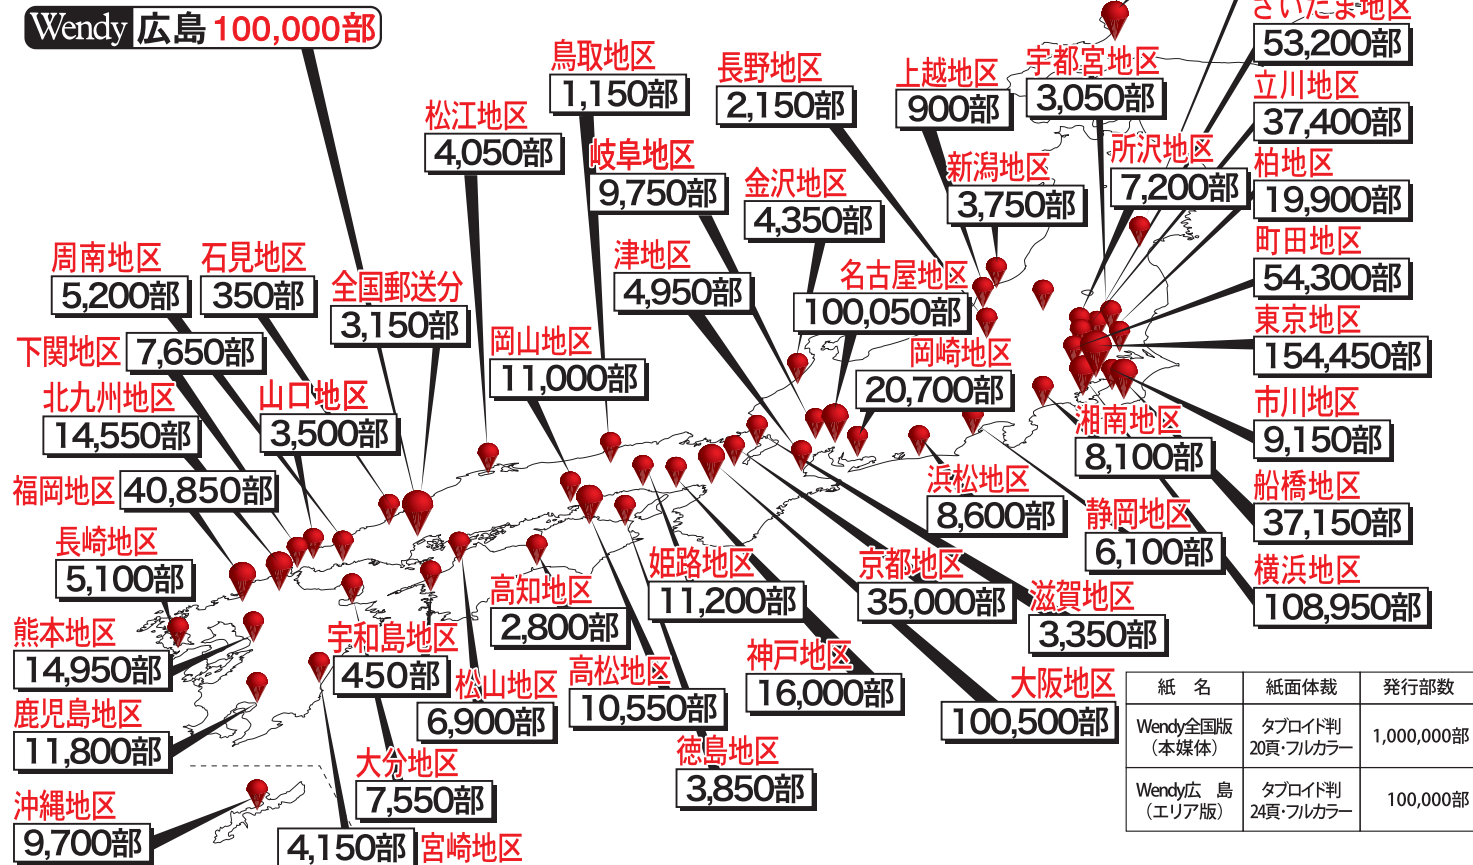 Wendy 広島 100,000部
さいたま地区
53,200部
鳥取地区
1,150部
長野地区
2,150部
上越地区
900部
宇都宮地区
3,050部
立川地区
37,400部
松江地区
4,050部
岐阜地区
9,750部
金沢地区
4,350部
新潟地区
3,750部
所沢地区
7,200部
柏地区
19,900部
周南地区
5,200部
石見地区
350部
全国郵送分
3,150部
津地区
4,950部
名古屋地区
100,050部
町田地区
54,300部
下関地区 7,650部
岡山地区
11,000部
岡崎地区
20,700部
東京地区
154,450部
北九州地区
14,550部
山口地区
3,500部
湘南地区
8,100部
市川地区
9,150部
福岡地区 40,850部
浜松地区
8,600部
静岡地区
6,100部
船橋地区
37,150部
長崎地区
5,100部
高知地区
2,800部
姫路地区
11,200部
京都地区
35,000部
滋賀地区
3,350部
横浜地区
108,950部
熊本地区
14,950部
宇和島地区
450部
松山地区
6,900部
高松地区
10,550部
神戸地区
16,000部
大阪地区
100,500部
鹿児島地区
11,800部
大分地区
7,550部
徳島地区
3,850部
沖縄地区
9,700部
4,150部 宮崎地区
紙 名 紙面体裁 発行部数
Wendy全国版
(本媒体)
タブロイド判
20頁・フルカラー
1,000,000部
Wendy広 島
(エリア版)
タブロイド判
24頁・フルカラー
100,000部